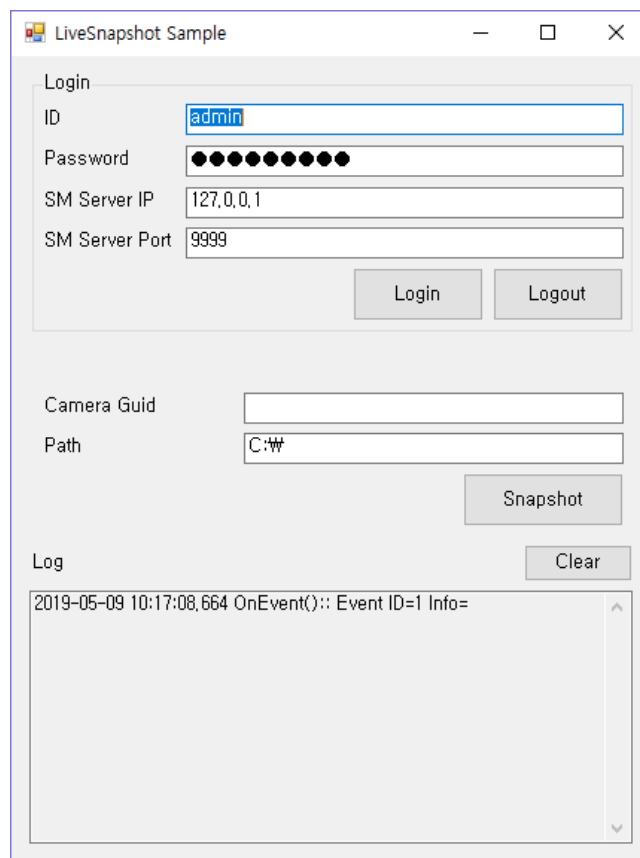 LiveSnapshot Sample
Login
ID admin
Password ●●●●●●●●●
SM Server IP 127,0,0,1
SM Server Port 9999
Login Logout
Camera Guid
Path C:₩
Snapshot
Log Clear
2019-05-09 10:17:08,664 OnEvent():: Event ID=1 Info=